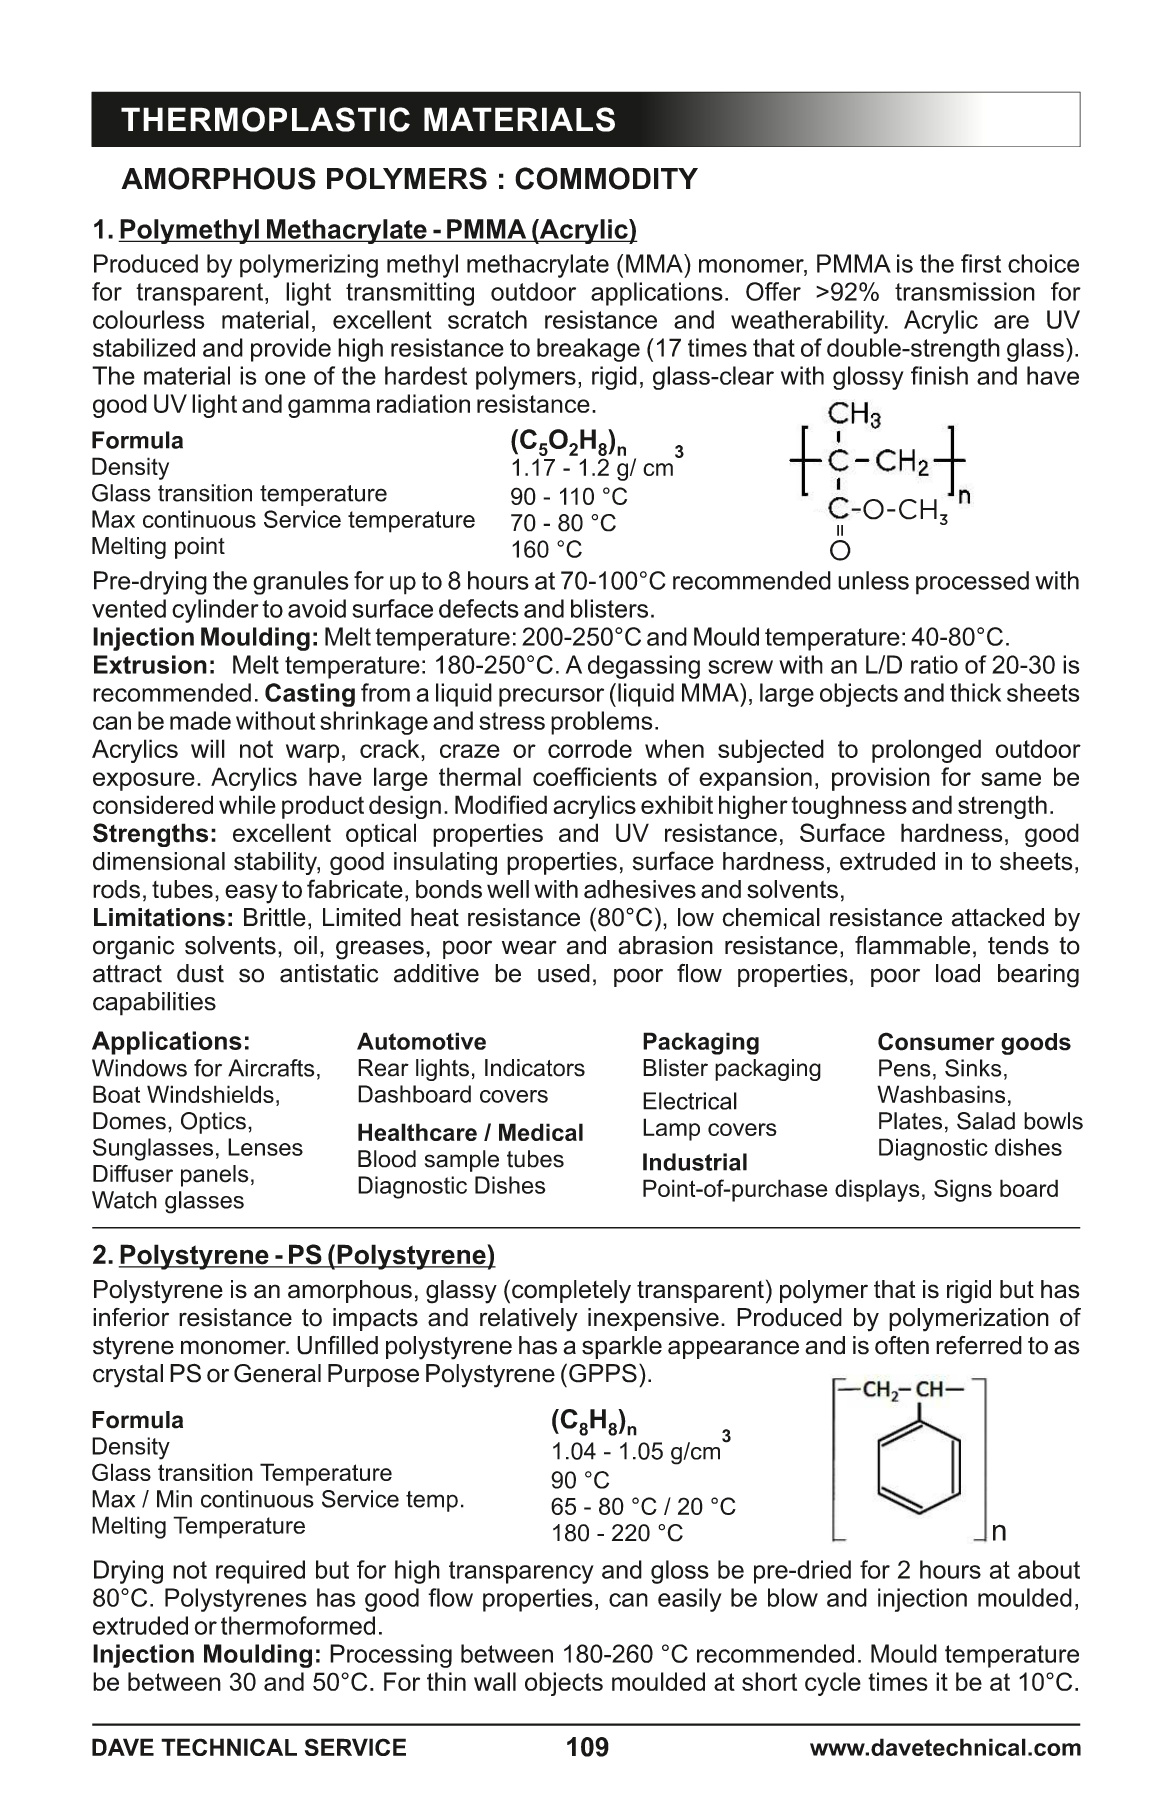 THERMOPLASTIC MATERIALS
AMORPHOUS POLYMERS : COMMODITY
1. Polymethyl Methacrylate - PMMA (Acrylic)
Produced by polymerizing methyl methacrylate (MMA) monomer, PMMA is the first choice
for transparent, light transmitting outdoor applications. Offer >92% transmission for
colourless material, excellent scratch resistance and weatherability. Acrylic are UV
stabilized and provide high resistance to breakage (17 times that of double-strength glass).
The material is one of the hardest polymers, rigid, glass-clear with glossy finish and have
good UV light and gamma radiation resistance.
Formula (C5O2H8)n
Density 1.17 - 1.2 g/ cm3
Glass transition temperature 90 - 110 °C
Max continuous Service temperature 70 - 80 °C
Melting point 160 °C
CH3
C – CH2
n
C-O-CH3
O
Pre-drying the granules for up to 8 hours at 70-100°C recommended unless processed with
vented cylinder to avoid surface defects and blisters.
Injection Moulding: Melt temperature: 200-250°C and Mould temperature: 40-80°C.
Extrusion: Melt temperature: 180-250°C. A degassing screw with an L/D ratio of 20-30 is
recommended. Casting from a liquid precursor (liquid MMA), large objects and thick sheets
can be made without shrinkage and stress problems.
Acrylics will not warp, crack, craze or corrode when subjected to prolonged outdoor
exposure. Acrylics have large thermal coefficients of expansion, provision for same be
considered while product design. Modified acrylics exhibit higher toughness and strength.
Strengths: excellent optical properties and UV resistance, Surface hardness, good
dimensional stability, good insulating properties, surface hardness, extruded in to sheets,
rods, tubes, easy to fabricate, bonds well with adhesives and solvents,
Limitations: Brittle, Limited heat resistance (80°C), low chemical resistance attacked by
organic solvents, oil, greases, poor wear and abrasion resistance, flammable, tends to
attract dust so antistatic additive be used, poor flow properties, poor load bearing
capabilities
Applications:
Windows for Aircrafts,
Boat Windshields,
Domes, Optics,
Sunglasses, Lenses
Diffuser panels,
Watch glasses
Automotive
Rear lights, Indicators
Dashboard covers
Healthcare / Medical
Blood sample tubes
Diagnostic Dishes
Packaging
Blister packaging
Electrical
Lamp covers
Industrial
Point-of-purchase displays, Signs board
Consumer goods
Pens, Sinks,
Washbasins,
Plates, Salad bowls
Diagnostic dishes
2. Polystyrene - PS (Polystyrene)
Polystyrene is an amorphous, glassy (completely transparent) polymer that is rigid but has
inferior resistance to impacts and relatively inexpensive. Produced by polymerization of
styrene monomer. Unfilled polystyrene has a sparkle appearance and is often referred to as
crystal PS or General Purpose Polystyrene (GPPS).
Formula (C8H8)n
Density 1.04 - 1.05 g/cm3
Glass transition Temperature 90 °C
Max / Min continuous Service temp. 65 - 80 °C / 20 °C
Melting Temperature 180 - 220 °C
—CH2– CH—
n
Drying not required but for high transparency and gloss be pre-dried for 2 hours at about
80°C. Polystyrenes has good flow properties, can easily be blow and injection moulded,
extruded or thermoformed.
Injection Moulding: Processing between 180-260 °C recommended. Mould temperature
be between 30 and 50°C. For thin wall objects moulded at short cycle times it be at 10°C.
DAVE TECHNICAL SERVICE 109 www.davetechnical.com